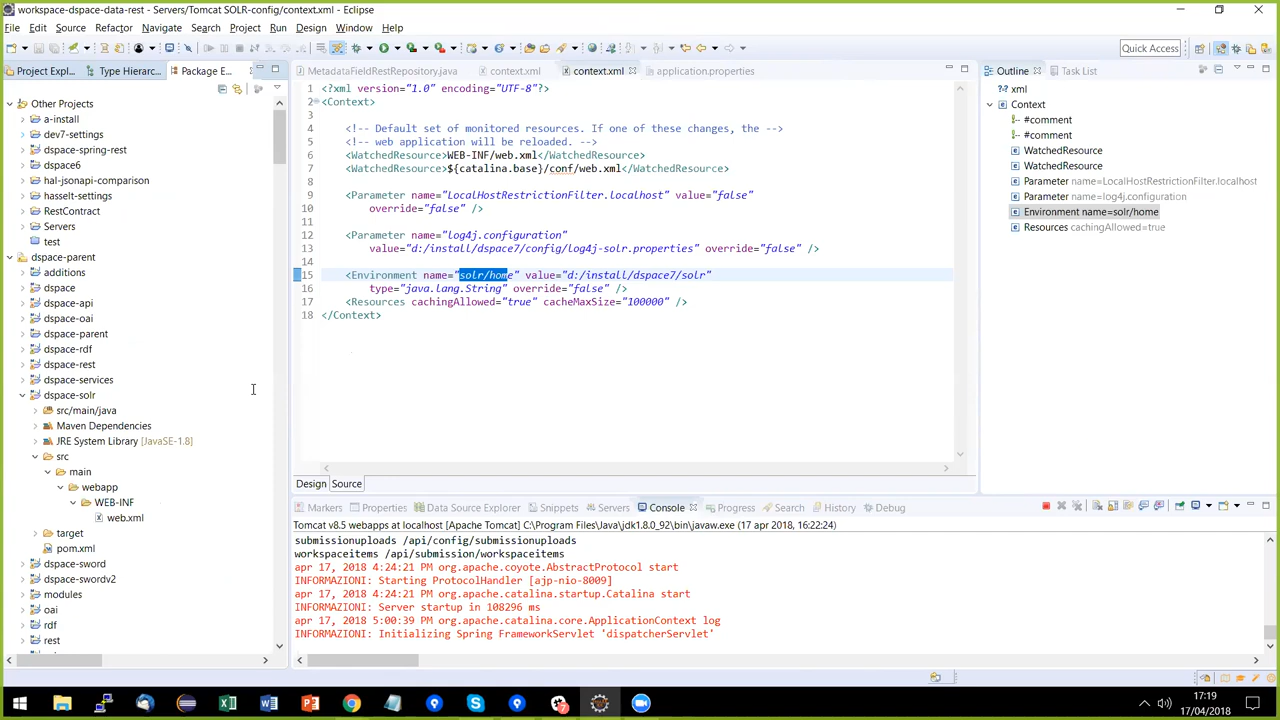 workspace-dspace-data-rest - Servers/Tomcat SOLR-config/context.xml - Eclipse
File Edit Source Refactor Navigate Search Project Run Design Window Help
Quick Access
Project Expl... Type Hierarc... Package E...
MetadataFieldRestRepository.java context.xml context.xml application.properties
Outline Task List
Other Projects
a-install
dev7-settings
dspace-spring-rest
dspace6
hal-jsonapi-comparison
hasselt-settings
RestContract
Servers
test
dspace-parent
additions
dspace
dspace-api
dspace-oai
dspace-parent
dspace-rdf
dspace-rest
dspace-services
dspace-solr
src/main/java
Maven Dependencies
JRE System Library [JavaSE-1.8]
src
main
webapp
WEB-INF
web.xml
target
pom.xml
dspace-sword
dspace-swordv2
modules
oai
rdf
rest
1 <?xml version="1.0" encoding="UTF-8"?>
2 <Context>
3
4 <!-- Default set of monitored resources. If one of these changes, the -->
5 <!-- web application will be reloaded. -->
6 <WatchedResource>WEB-INF/web.xml</WatchedResource>
7 <WatchedResource>${catalina.base}/conf/web.xml</WatchedResource>
8
9 <Parameter name="LocalHostRestrictionFilter.localhost" value="false"
10 override="false" />
11
12 <Parameter name="log4j.configuration"
13 value="d:/install/dspace7/config/log4j-solr.properties" override="false" />
14
15 <Environment name="solr/home" value="d:/install/dspace7/solr"
16 type="java.lang.String" override="false" />
17 <Resources cachingAllowed="true" cacheMaxSize="100000" />
18 </Context>
Design Source
xml
Context
#comment
#comment
WatchedResource
WatchedResource
Parameter name=LocalHostRestrictionFilter.localhost
Parameter name=log4j.configuration
Environment name=solr/home
Resources cachingAllowed=true
Markers Properties Data Source Explorer Snippets Servers Console Progress Search History Debug
Tomcat v8.5 webapps at localhost [Apache Tomcat] C:\Program Files\Java\jdk1.8.0_92\bin\javaw.exe (17 apr 2018, 16:22:24)
submissionuploads /api/config/submissionuploads
workspaceitems /api/submission/workspaceitems
apr 17, 2018 4:24:21 PM org.apache.coyote.AbstractProtocol start
INFORMAZIONI: Starting ProtocolHandler [ajp-nio-8009]
apr 17, 2018 4:24:21 PM org.apache.catalina.startup.Catalina start
INFORMAZIONI: Server startup in 108296 ms
apr 17, 2018 5:00:39 PM org.apache.catalina.core.ApplicationContext log
INFORMAZIONI: Initializing Spring FrameworkServlet 'dispatcherServlet'
17:19
17/04/2018